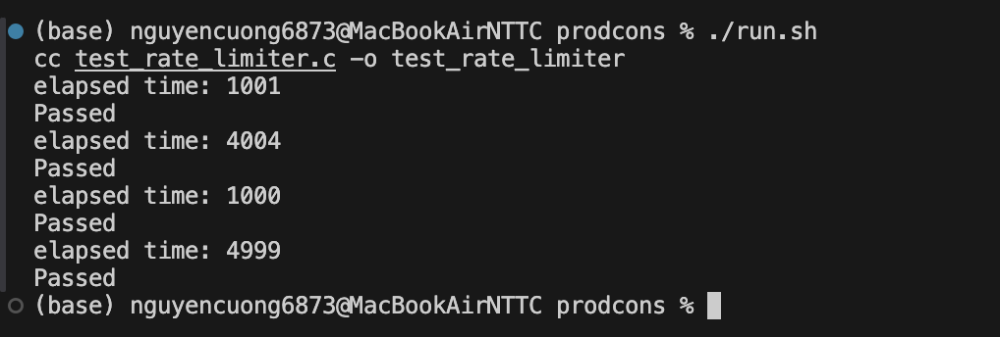 (base) nguyencuong6873@MacBookAirNTTC prodcons % ./run.sh
cc test_rate_limiter.c -o test_rate_limiter
elapsed time: 1001
Passed
elapsed time: 4004
Passed
elapsed time: 1000
Passed
elapsed time: 4999
Passed
(base) nguyencuong6873@MacBookAirNTTC prodcons %